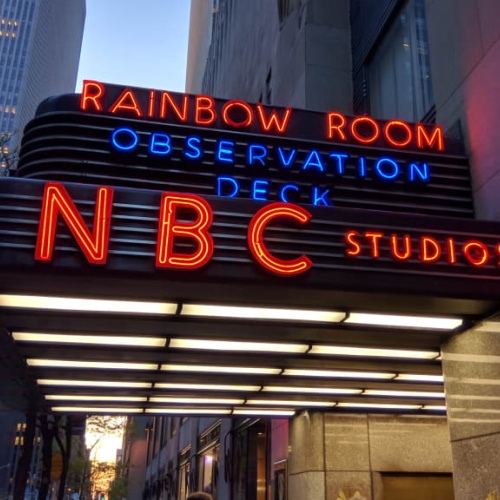 RAINBOW ROOM
OBSERVATION
DECK
NBC STUDIOS